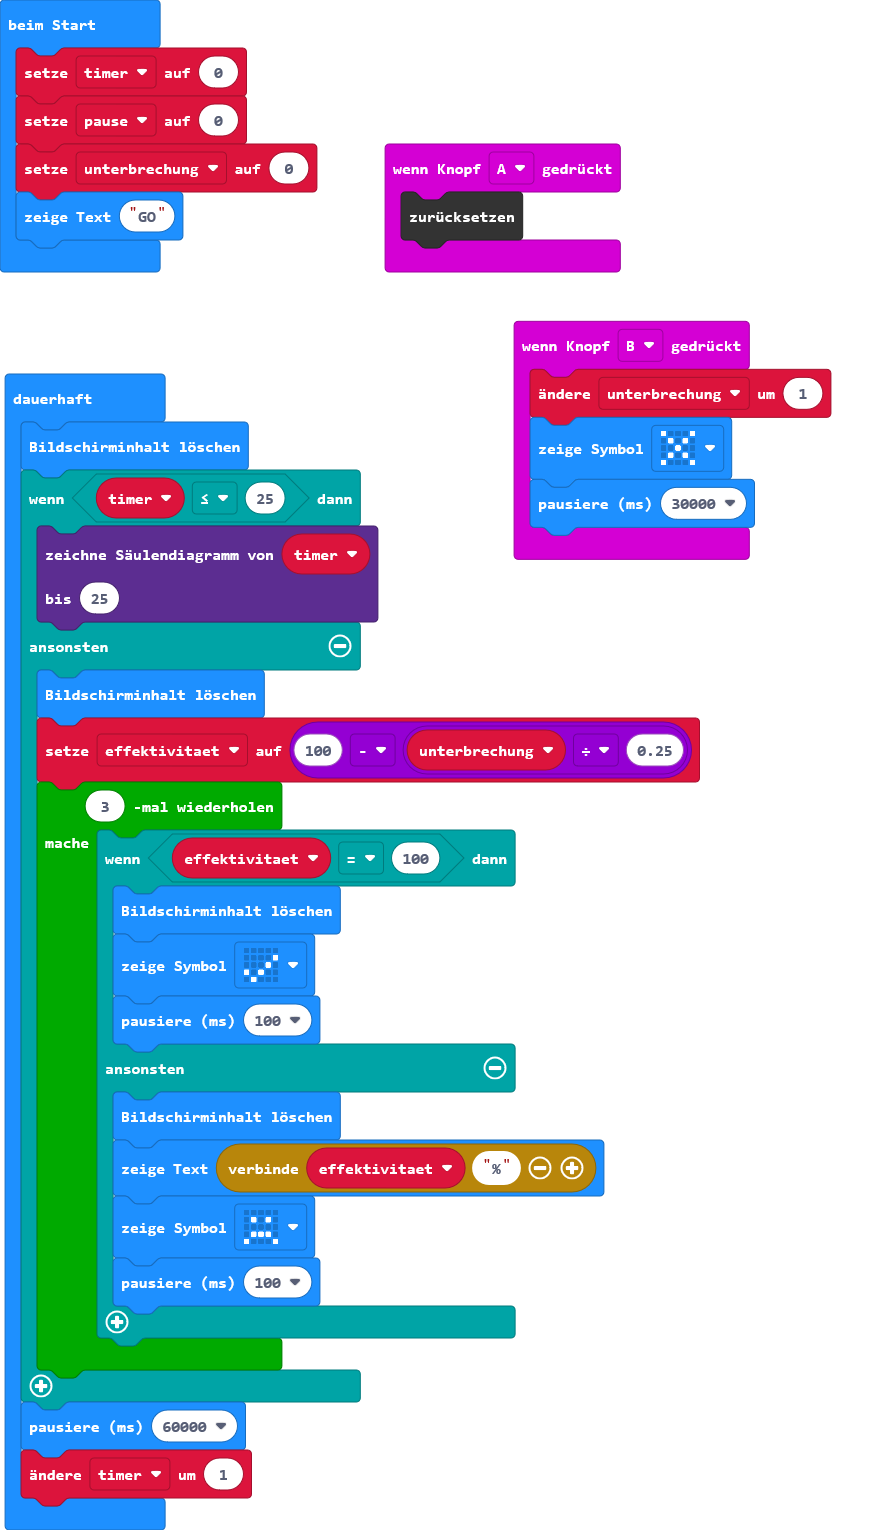 beim Start
setze timer auf 0
setze pause auf 0
setze unterbrechung auf 0
zeige Text "GO"
wenn Knopf A gedrückt
zurücksetzen
wenn Knopf B gedrückt
ändere unterbrechung um 1
zeige Symbol
pausiere (ms) 30000
dauerhaft
Bildschirminhalt löschen
wenn timer ≤ 25 dann
zeichne Säulendiagramm von timer
bis 25
ansonsten
Bildschirminhalt löschen
setze effektivitaet auf 100 - unterbrechung ÷ 0.25
3 -mal wiederholen
mache
wenn effektivitaet = 100 dann
Bildschirminhalt löschen
zeige Symbol
pausiere (ms) 100
ansonsten
Bildschirminhalt löschen
zeige Text verbinde effektivitaet "%"
zeige Symbol
pausiere (ms) 100
pausiere (ms) 60000
ändere timer um 1